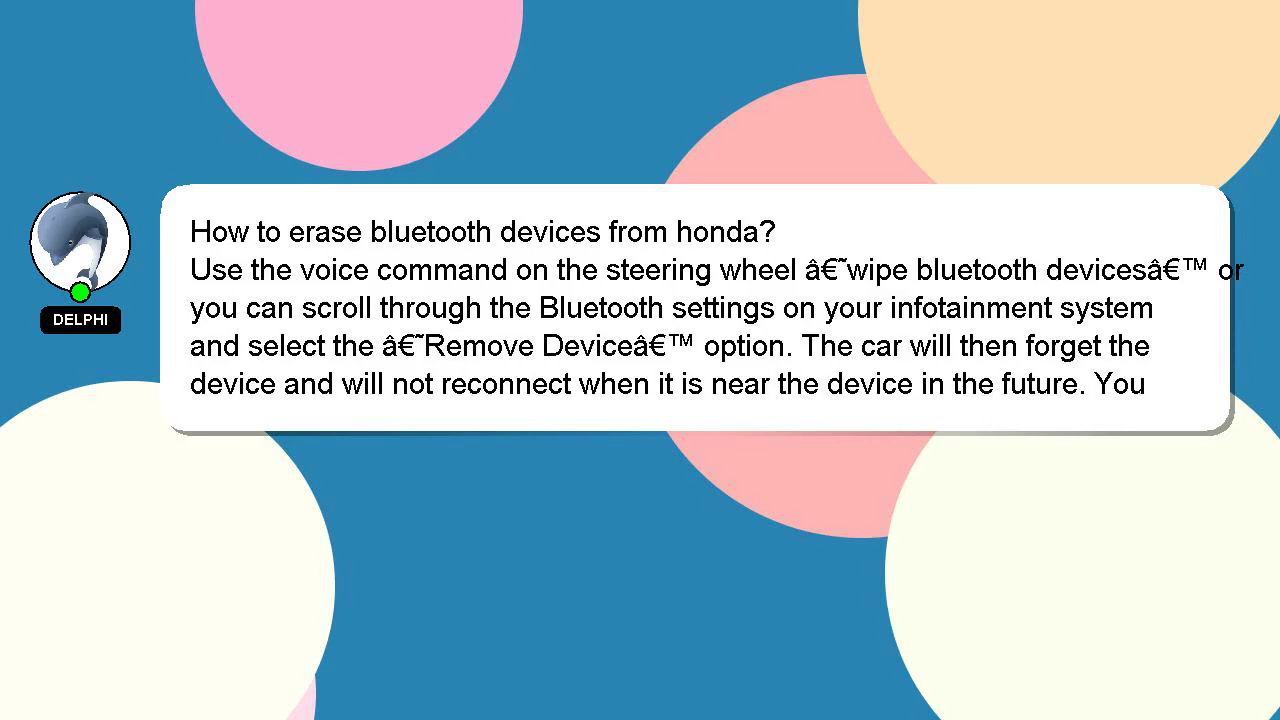 How to erase bluetooth devices from honda?
Use the voice command on the steering wheel â€˜wipe bluetooth devicesâ€™ or
you can scroll through the Bluetooth settings on your infotainment system
and select the â€˜Remove Deviceâ€™ option. The car will then forget the
device and will not reconnect when it is near the device in the future. You
DELPHI